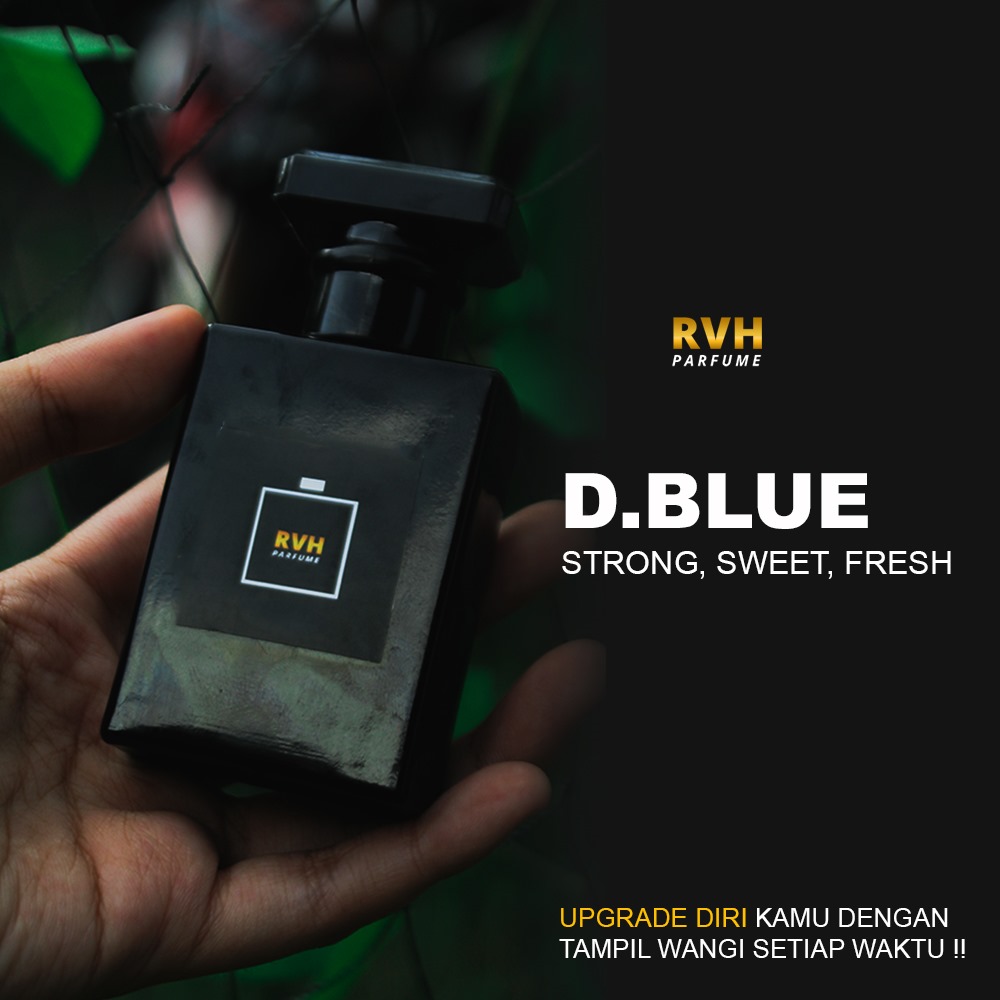 RVH
PARFUME
D.BLUE
STRONG, SWEET, FRESH
RVH
PARFUME
UPGRADE DIRI KAMU DENGAN
TAMPIL WANGI SETIAP WAKTU !!